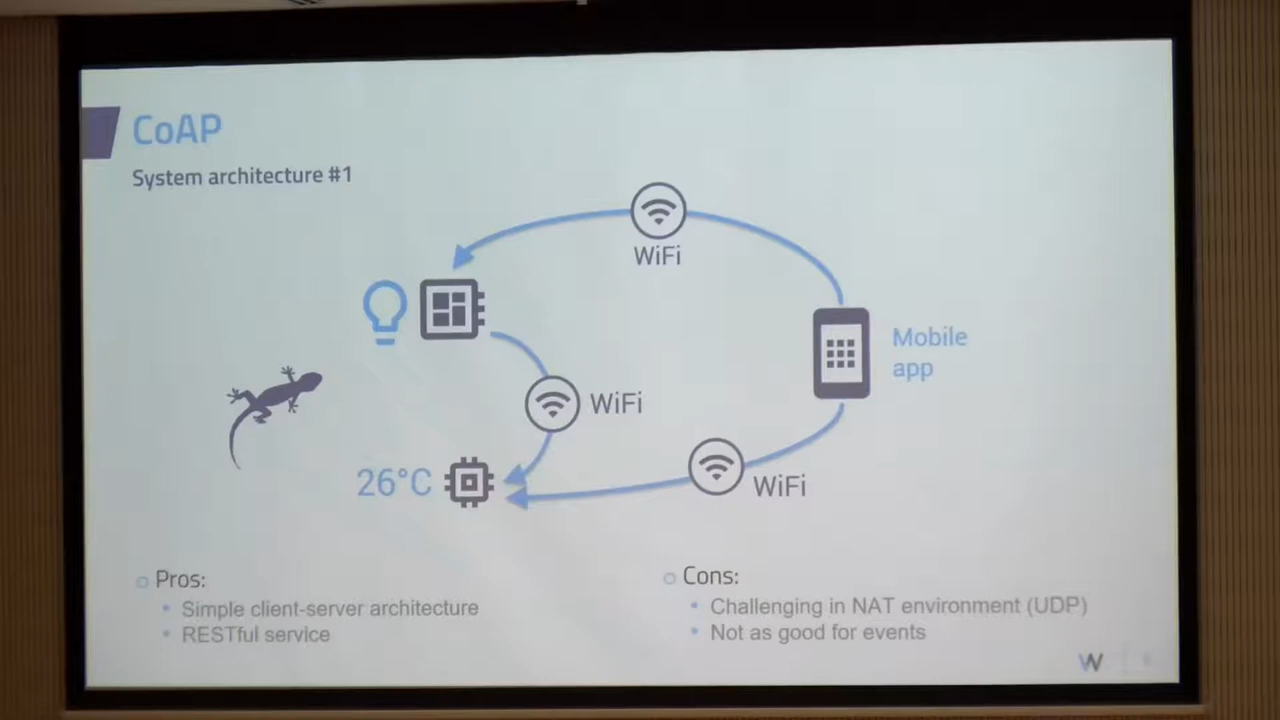 CoAP
System architecture #1
WiFi
Mobile
app
WiFi
26°C
WiFi
Pros:
Simple client-server architecture
RESTful service
Cons:
Challenging in NAT environment (UDP)
Not as good for events
W